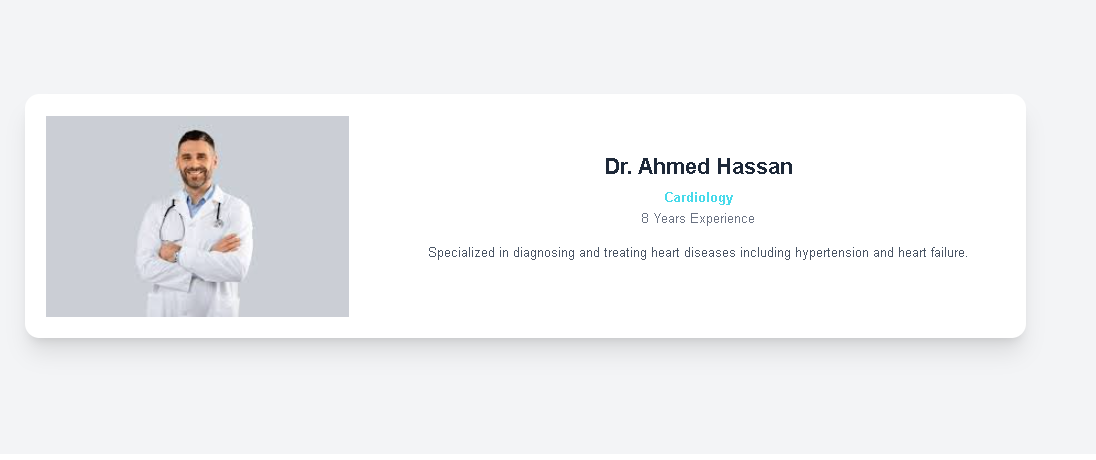 Dr. Ahmed Hassan
Cardiology
8 Years Experience
Specialized in diagnosing and treating heart diseases including hypertension and heart failure.